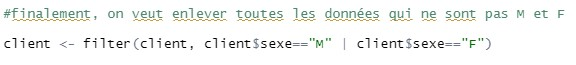 #finalement, on veut enlever toutes les données qui ne sont pas M et F
client <- filter(client, client$sexe=="M" | client$sexe=="F")